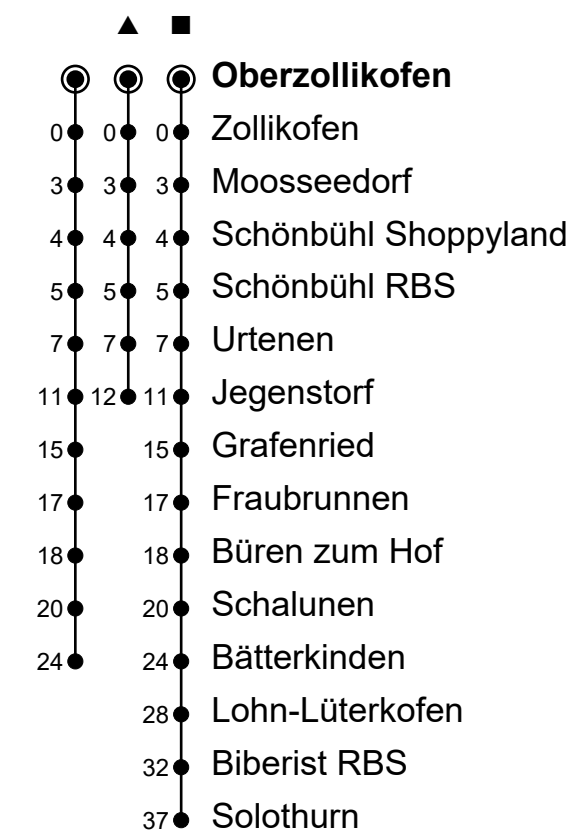 ▲ ■
Oberzollikofen
0 0 0 Zollikofen
3 3 3 Moosseedorf
4 4 4 Schönbühl Shoppyland
5 5 5 Schönbühl RBS
7 7 7 Urtenen
11 12 11 Jegenstorf
15 15 Grafenried
17 17 Fraubrunnen
18 18 Büren zum Hof
20 20 Schalunen
24 24 Bätterkinden
28 Lohn-Lüterkofen
32 Biberist RBS
37 Solothurn